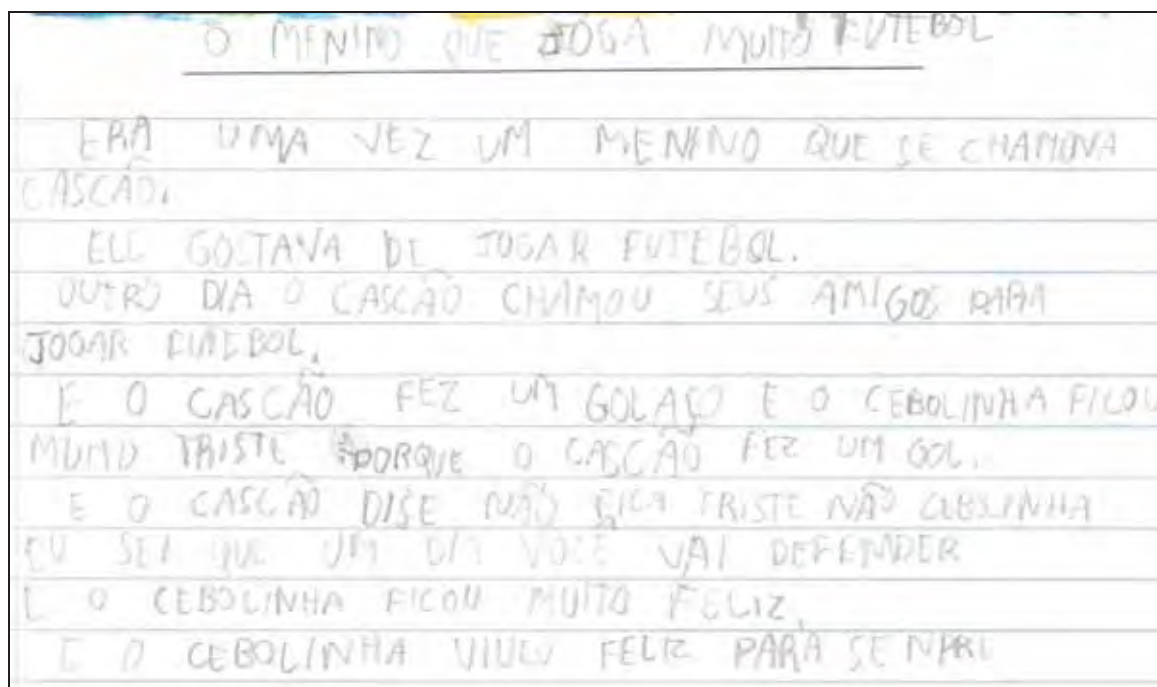 O MENINO QUE JOGA MUITO FUTEBOL
ERA UMA VEZ UM MENINO QUE SE CHAMAVA
CASCÃO.
ELE GOSTAVA DE JOGAR FUTEBOL.
OUTRO DIA O CASCÃO CHAMOU SEUS AMIGOS PARA
JOGAR FUTEBOL.
E O CASCÃO FEZ UM GOLAÇO E O CEBOLINHA FICOU
TRISTE PORQUE O CASCÃO FEZ UM GOL.
E O CASCÃO DISE NÃO FICA TRISTE NÃO CEBOLINHA
EU SEI QUE UM DIA VOCÊ VAI DEFENDER
E O CEBOLINHA FICOU MUITO FELIZ.
E O CEBOLINHA VIVEU FELIZ PARA SENPRE